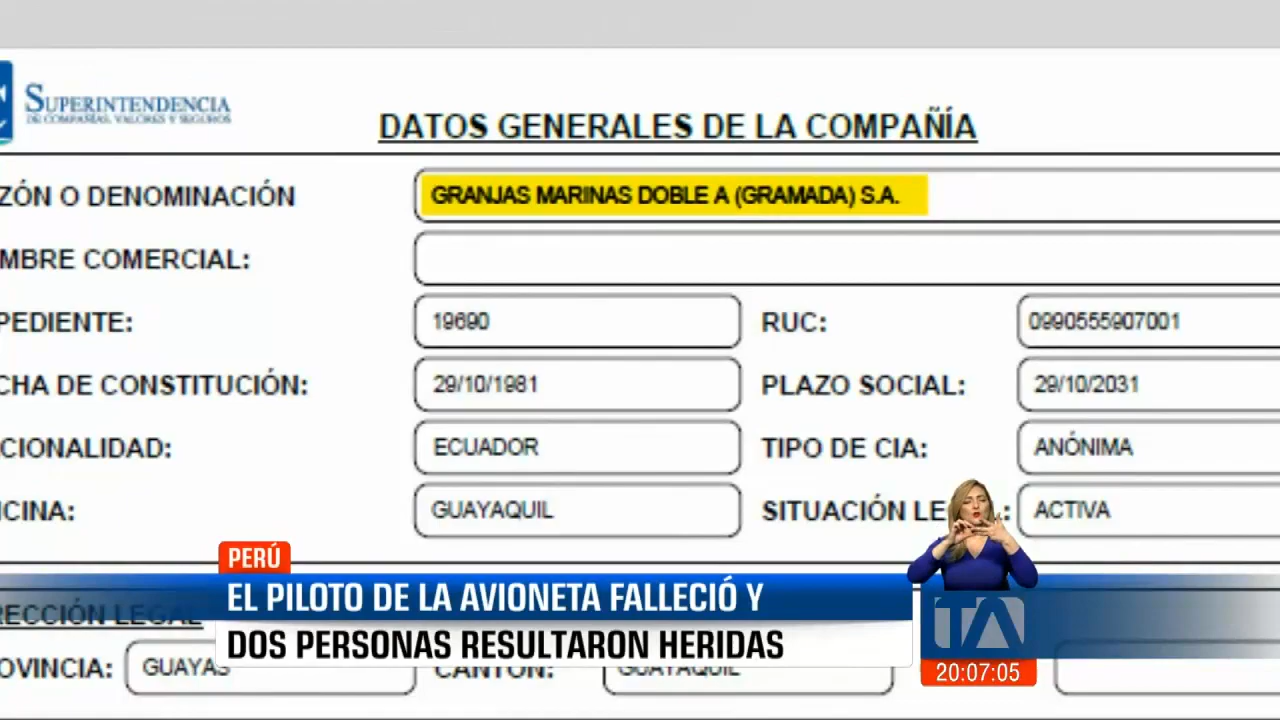 SUPERINTENDENCIA
DE COMPAÑÍAS, VALORES Y SEGUROS
DATOS GENERALES DE LA COMPAÑÍA
ZÓN O DENOMINACIÓN
GRANJAS MARINAS DOBLE A (GRAMADA) S.A.
MBRE COMERCIAL:
PEDIENTE:
19690
RUC:
0990555907001
CHA DE CONSTITUCIÓN:
29/10/1981
PLAZO SOCIAL:
29/10/2031
CIONALIDAD:
ECUADOR
TIPO DE CIA:
ANÓNIMA
ICINA:
GUAYAQUIL
SITUACIÓN LE :
ACTIVA
PERÚ
EL PILOTO DE LA AVIONETA FALLECIÓ Y
DOS PERSONAS RESULTARON HERIDAS
RECCIÓN LEGAL
OVINCIA:
GUAYAS
CANTÓN:
GUAYAQUIL
TA
20:07:05